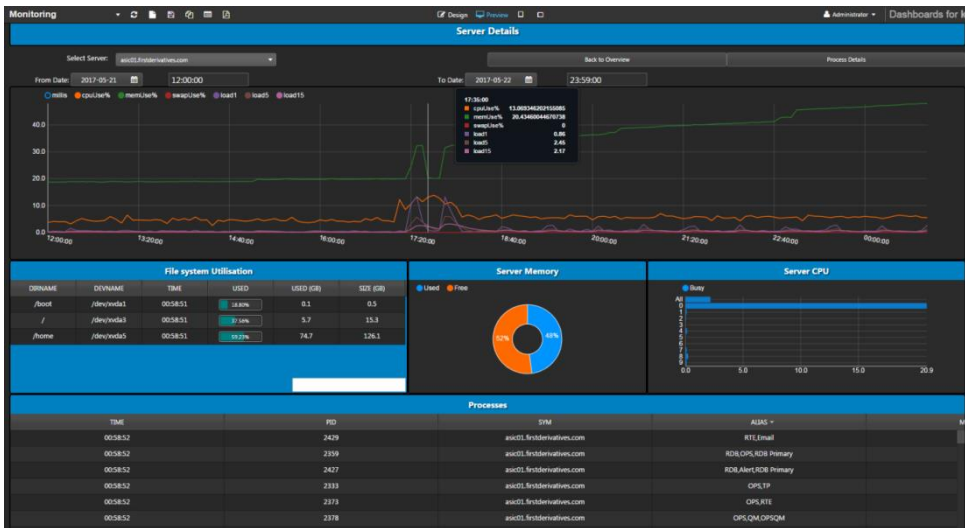 Monitoring
Design Preview
Administrator
Dashboards for k
Server Details
Select Server: asic01.firstderivatives.com
Back to Overview
Process Details
From Date: 2017-05-21 12:00:00
To Date: 2017-05-22 23:59:00
millis cpuUse% memUse% swapUse% load1 load5 load15
17:35:00
cpuUse%
memUse%
swapUse% 0
load1 0.86
load5 2.45
load15 2.17
40.0
30.0
20.0
10.0
0.0
12:00:00 13:20:00 14:40:00 16:00:00 17:20:00 18:40:00 20:00:00 21:20:00 22:40:00 00:00:00
File system Utilisation
DIRNAME DEVNAME TIME USED USED (GB) SIZE (GB)
/boot /dev/xvda1 00:58:51 18.80% 0.1 0.5
/ /dev/xvda3 00:58:51 5.7 15.3
/home /dev/xvda5 00:58:51 74.7 126.1
Server Memory
Used Free
52% 48%
Server CPU
Busy
All
0
1
2
3
4
5
6
7
8
9
0.0 5.0 10.0 15.0 20.9
Processes
TIME PID SYM ALIAS M
00:58:52 2429 asic01.firstderivatives.com RTE,Email
00:58:52 2359 asic01.firstderivatives.com RDB,OPS,RDB Primary
00:58:52 2427 asic01.firstderivatives.com RDB,Alert,RDB Primary
00:58:52 2333 asic01.firstderivatives.com OPS,TP
00:58:52 2373 asic01.firstderivatives.com OPS,RTE
00:58:52 2378 asic01.firstderivatives.com OPS,QM,OPSQM